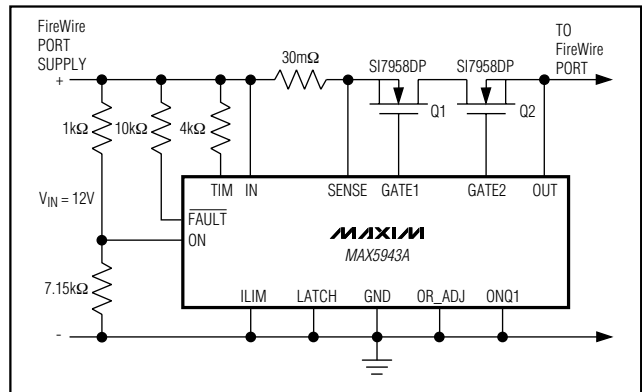 FireWire
PORT
SUPPLY
+
30mΩ
SI7958DP
SI7958DP
TO
FireWire
PORT
Q1
Q2
1kΩ
10kΩ
4kΩ
VIN = 12V
TIM
IN
SENSE
GATE1
GATE2
OUT
FAULT
ON
MAXIM
MAX5943A
7.15kΩ
ILIM
LATCH
GND
OR_ADJ
ONQ1
-